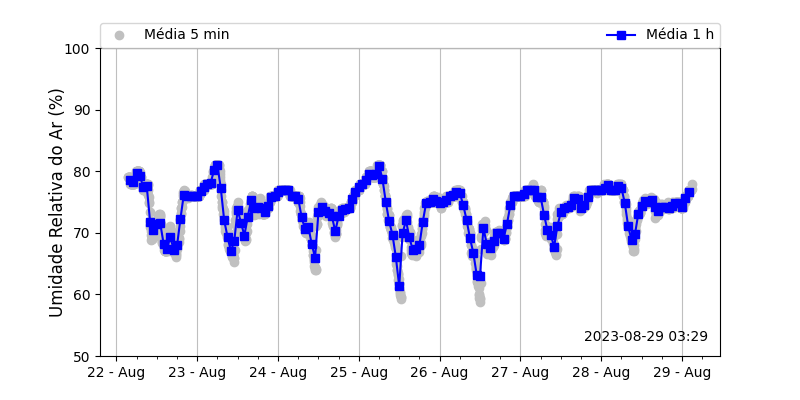 Média 5 min
Média 1 h
100
90
80
70
60
50
Umidade Relativa do Ar (%)
2023-08-29 03:29
22 - Aug
23 - Aug
24 - Aug
25 - Aug
26 - Aug
27 - Aug
28 - Aug
29 - Aug